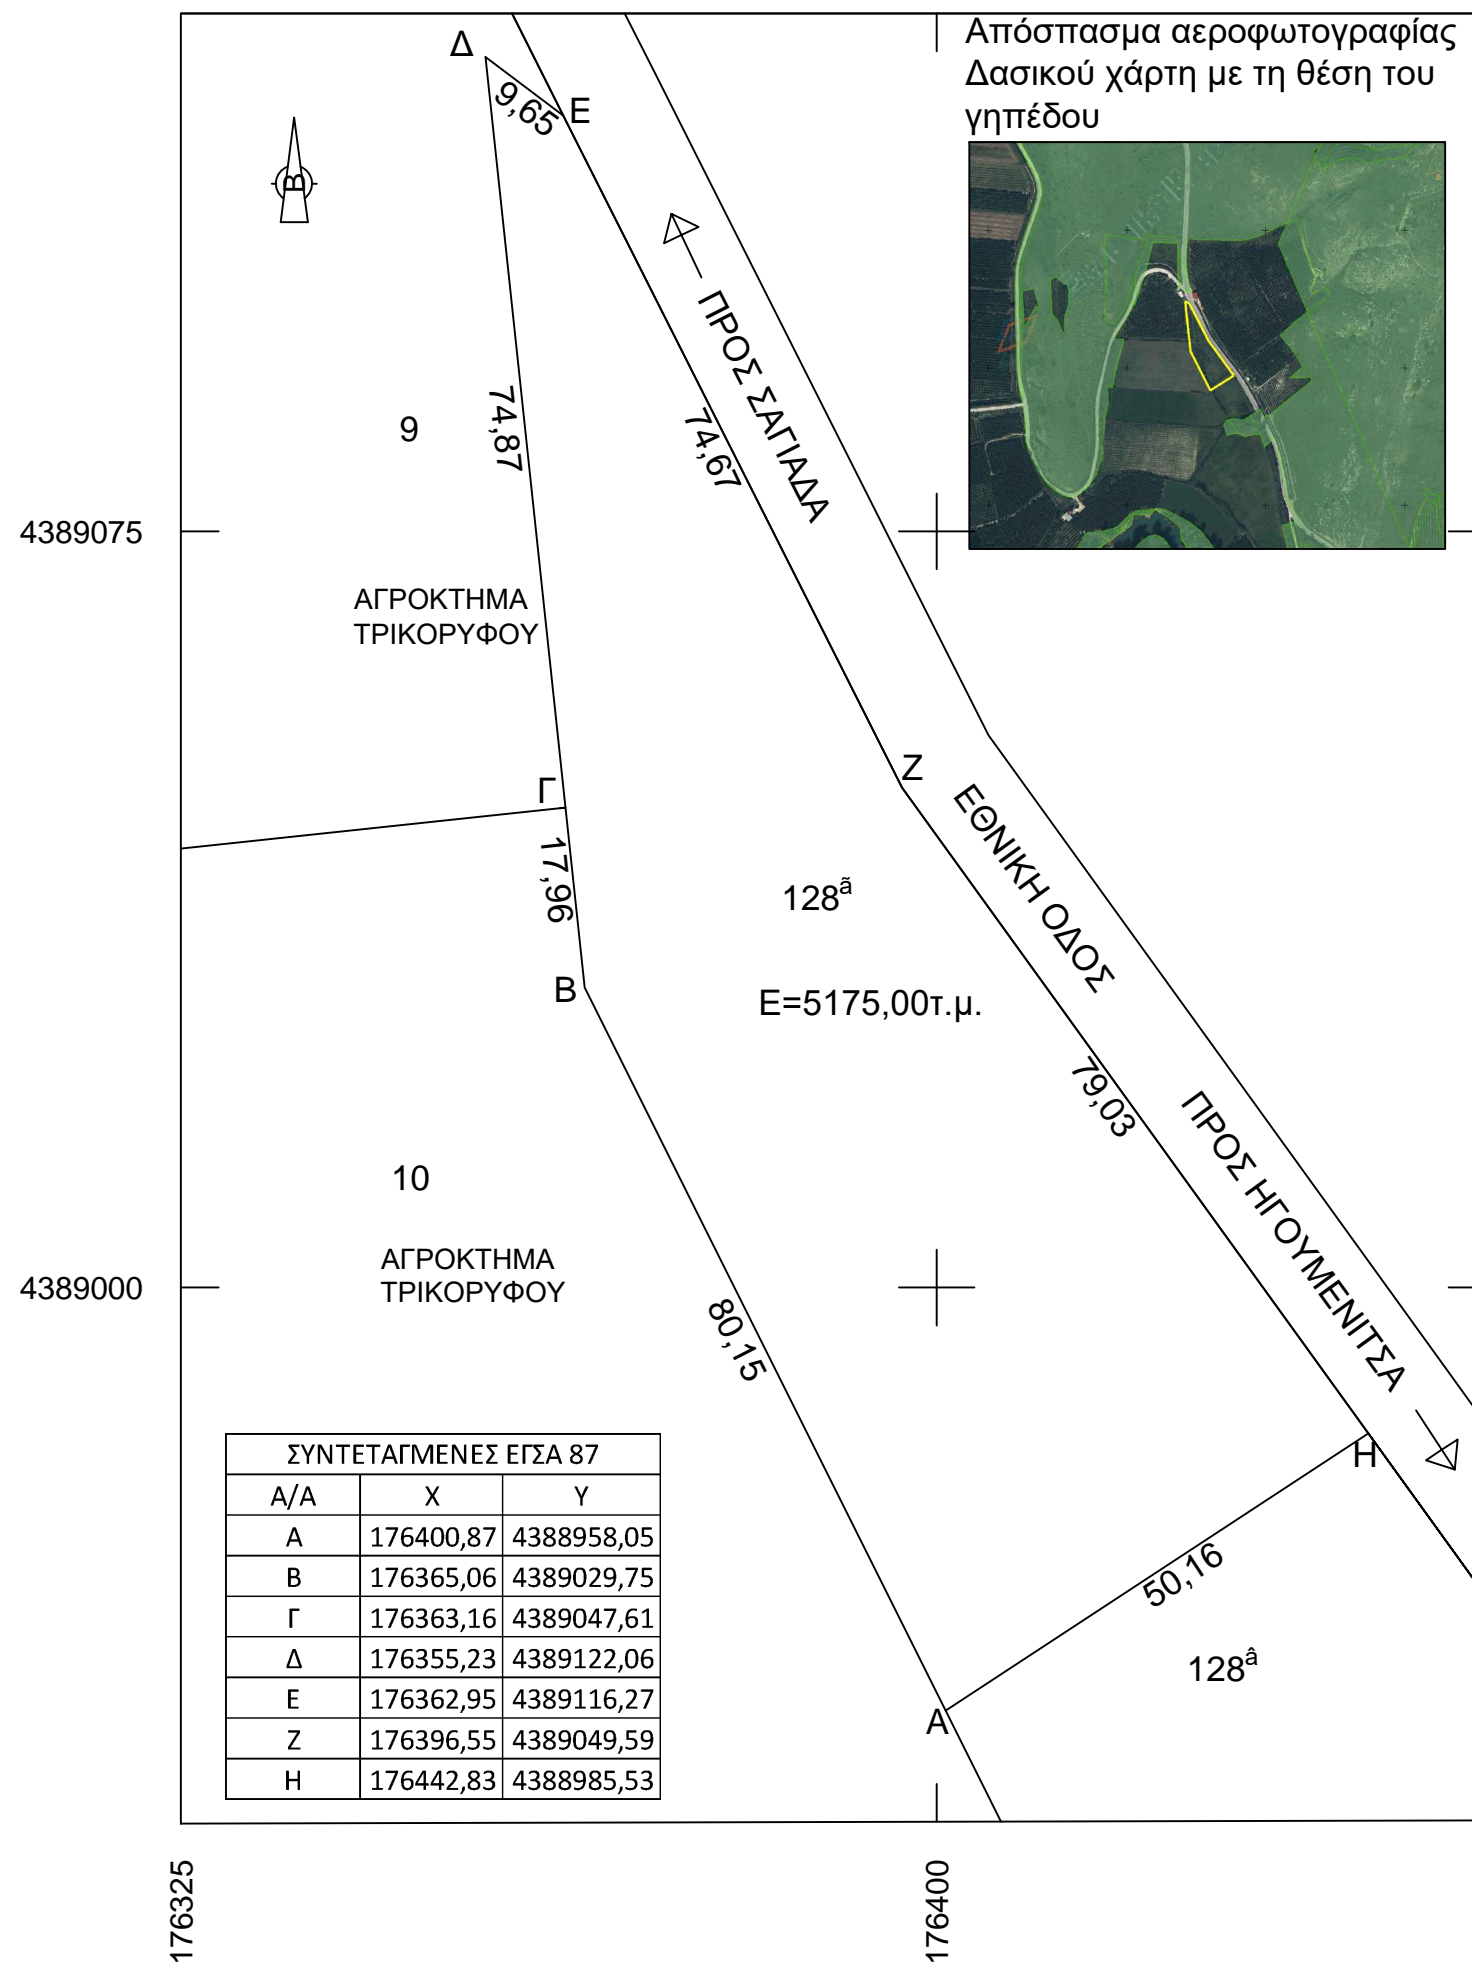 Απόσπασμα αεροφωτογραφίας
Δασικού χάρτη με τη θέση του
γηπέδου
Δ
9,65
Ε
Β
ΠΡΟΣ ΣΑΓΙΑΔΑ
9
74,87
74,67
4389075
ΑΓΡΟΚΤΗΜΑ
ΤΡΙΚΟΡΥΦΟΥ
Ζ
Γ
ΕΘΝΙΚΗ ΟΔΟΣ
17,96
128ã
Β
Ε=5175,00τ.μ.
79,03
ΠΡΟΣ ΗΓΟΥΜΕΝΙΤΣΑ
10
ΑΓΡΟΚΤΗΜΑ
ΤΡΙΚΟΡΥΦΟΥ
4389000
80,15
Η
50,16
128â
Α
ΣΥΝΤΕΤΑΓΜΕΝΕΣ ΕΓΣΑ 87
Α/Α Χ Υ
Α 176400,87 4388958,05
Β 176365,06 4389029,75
Γ 176363,16 4389047,61
Δ 176355,23 4389122,06
Ε 176362,95 4389116,27
Ζ 176396,55 4389049,59
Η 176442,83 4388985,53
176325
176400